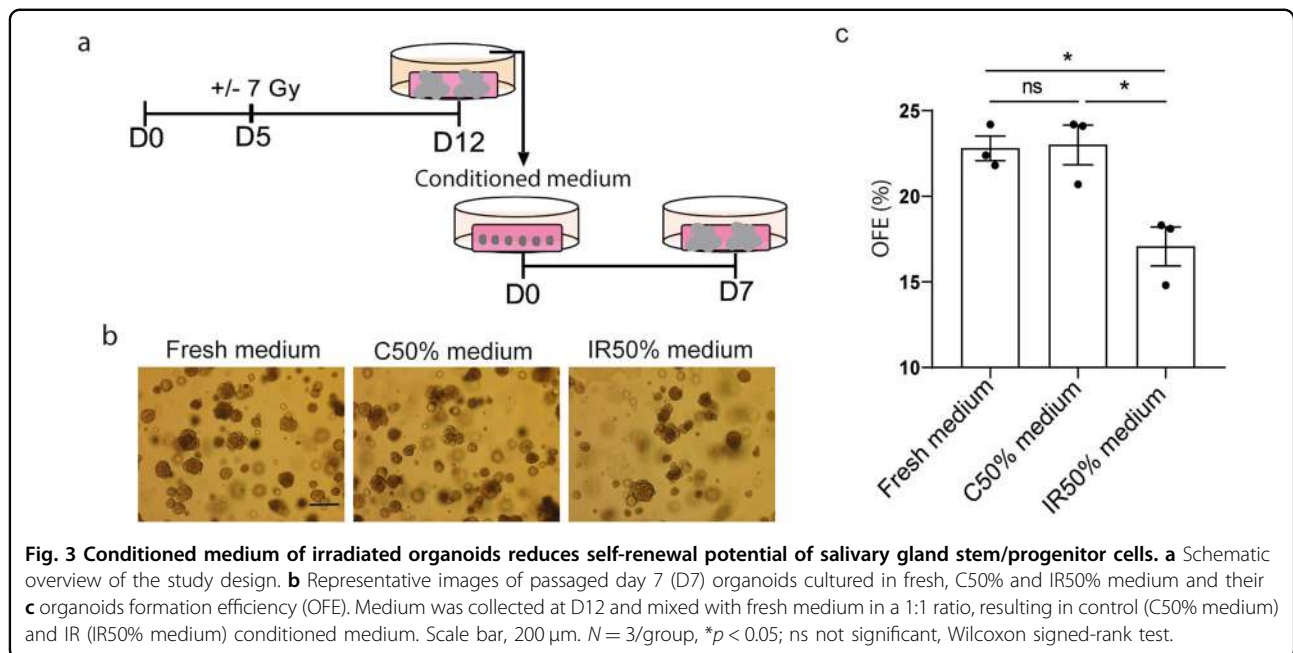 a
+/- 7 Gy
D0
D5
D12
Conditioned medium
D0
D7
b
Fresh medium
C50% medium
IR50% medium
c
*
ns
*
25
20
15
10
OFE (%)
Fresh medium
C50% medium
IR50% medium
Fig. 3 Conditioned medium of irradiated organoids reduces self-renewal potential of salivary gland stem/progenitor cells. a Schematic
overview of the study design. b Representative images of passaged day 7 (D7) organoids cultured in fresh, C50% and IR50% medium and their
c organoids formation efficiency (OFE). Medium was collected at D12 and mixed with fresh medium in a 1:1 ratio, resulting in control (C50% medium)
and IR (IR50% medium) conditioned medium. Scale bar, 200 μm. N = 3/group, *p < 0.05; ns not significant, Wilcoxon signed-rank test.